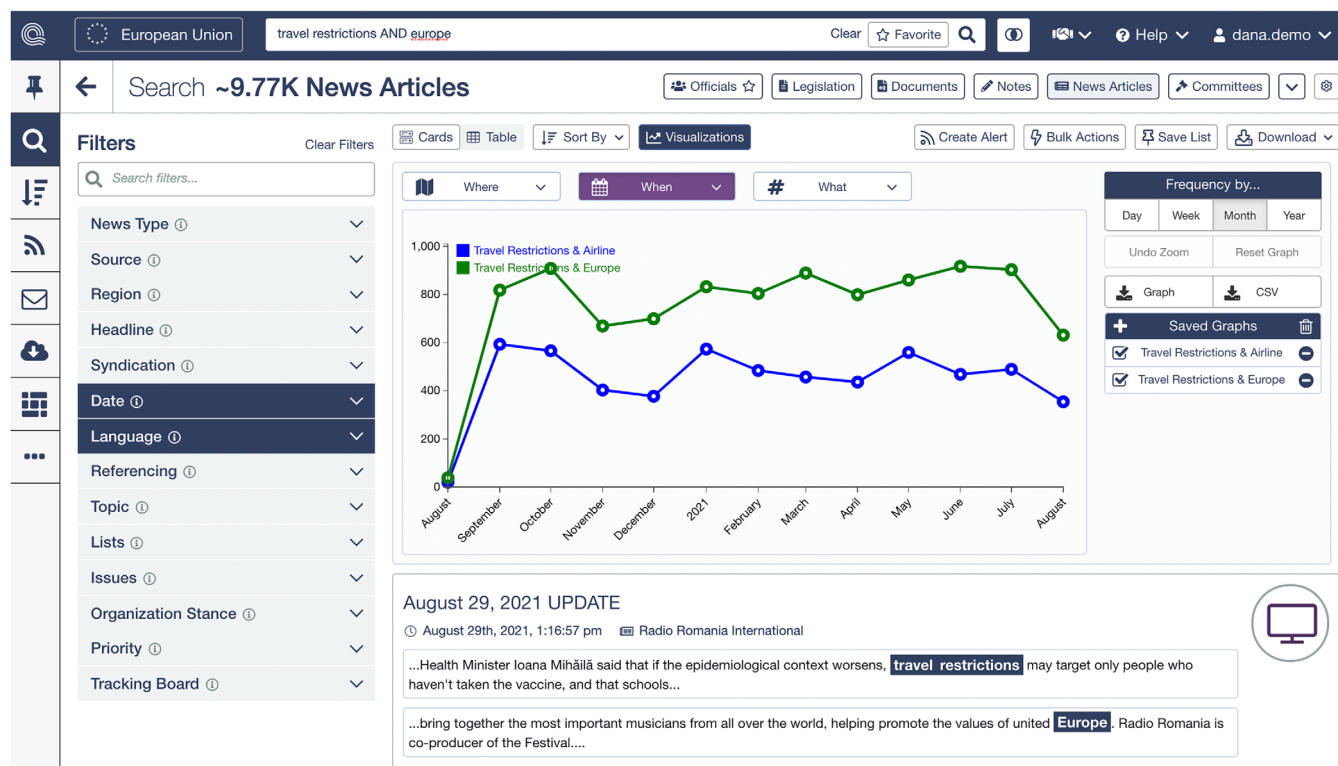 European Union
travel restrictions AND europe
Clear
Favorite
Help
dana.demo
Search ~9.77K News Articles
Officials
Legislation
Documents
Notes
News Articles
Committees
Filters
Clear Filters
Search filters...
News Type
Source
Region
Headline
Syndication
Date
Language
Referencing
Topic
Lists
Issues
Organization Stance
Priority
Tracking Board
Cards
Table
Sort By
Visualizations
Create Alert
Bulk Actions
Save List
Download
Where
When
# What
Travel Restrictions & Airline
Travel Restrictions & Europe
1,000
800
600
400
200
0
August
September
October
November
December
2021
February
March
April
May
June
July
August
Frequency by...
Day
Week
Month
Year
Undo Zoom
Reset Graph
Graph
CSV
Saved Graphs
Travel Restrictions & Airline
Travel Restrictions & Europe
August 29, 2021 UPDATE
August 29th, 2021, 1:16:57 pm
Radio Romania International
...Health Minister Ioana Mihăilă said that if the epidemiological context worsens, travel restrictions may target only people who
haven't taken the vaccine, and that schools...
...bring together the most important musicians from all over the world, helping promote the values of united Europe. Radio Romania is
co-producer of the Festival....